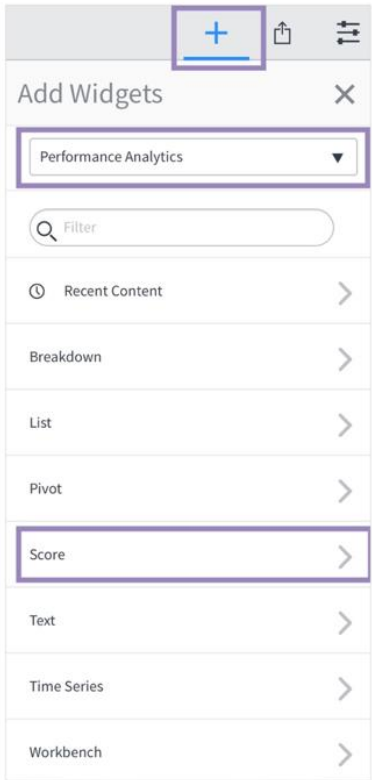 Add Widgets
Performance Analytics
Filter
Recent Content
Breakdown
List
Pivot
Score
Text
Time Series
Workbench